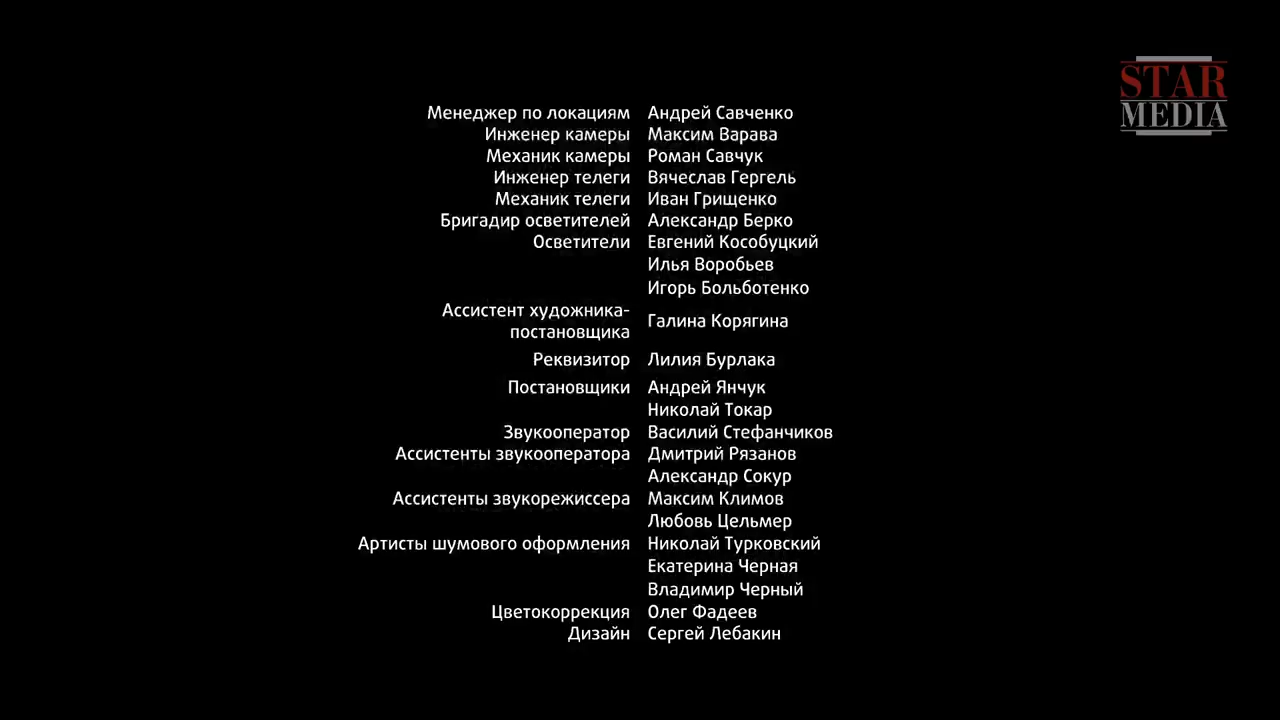 STAR
MEDIA
Менеджер по локациям Андрей Савченко
Инженер камеры Максим Варава
Механик камеры Роман Савчук
Инженер телеги Вячеслав Гергель
Механик телеги Иван Грищенко
Бригадир осветителей Александр Берко
Осветители Евгений Кособуцкий
Илья Воробьев
Игорь Больботенко
Ассистент художника-
постановщика Галина Корягина
Реквизитор Лилия Бурлака
Постановщики Андрей Янчук
Николай Токар
Звукооператор Василий Стефанчиков
Ассистенты звукооператора Дмитрий Рязанов
Александр Сокур
Ассистенты звукорежиссера Максим Климов
Любовь Цельмер
Артисты шумового оформления Николай Турковский
Екатерина Черная
Владимир Черный
Цветокоррекция Олег Фадеев
Дизайн Сергей Лебакин